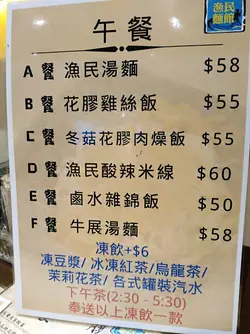 漁民
麵館
午餐
A 餐 漁民湯麵 $58
B 餐 花膠雞絲飯 $55
C 餐 冬菇花膠肉燥飯 $55
D 餐 漁民酸辣米線 $60
E 餐 鹵水雜錦飯 $50
F 餐 牛展湯麵 $58
凍飲+$6
凍豆漿/ 冰凍紅茶/烏龍茶/
茉莉花茶/ 各式罐裝汽水
下午茶(2:30 - 5:30)
奉送以上凍飲一款